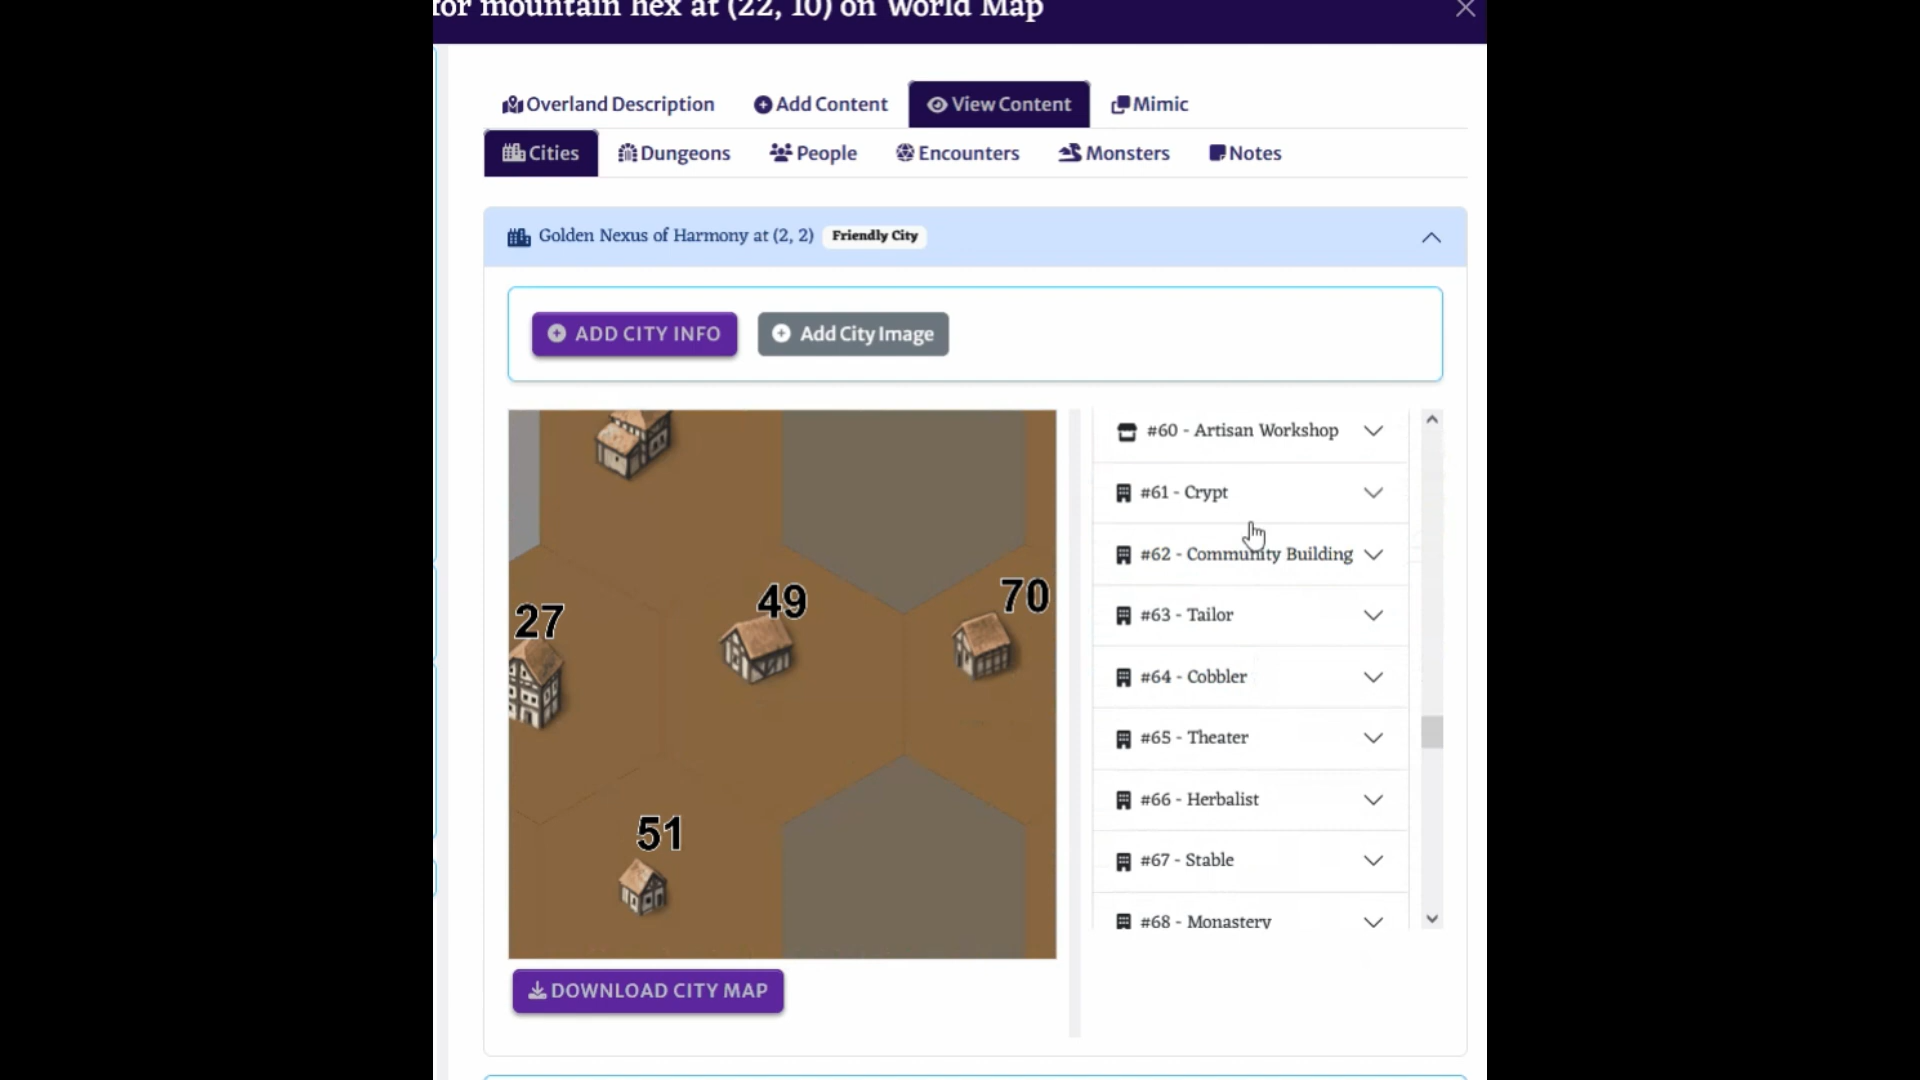 for mountain hex at (22, 10) on World Map
Overland Description Add Content View Content Mimic
Cities Dungeons People Encounters Monsters Notes
Golden Nexus of Harmony at (2, 2) Friendly City
ADD CITY INFO Add City Image
#60 - Artisan Workshop
#61 - Crypt
#62 - Community Building
#63 - Tailor
#64 - Cobbler
#65 - Theater
#66 - Herbalist
#67 - Stable
#68 - Monastery
27
49
70
51
DOWNLOAD CITY MAP